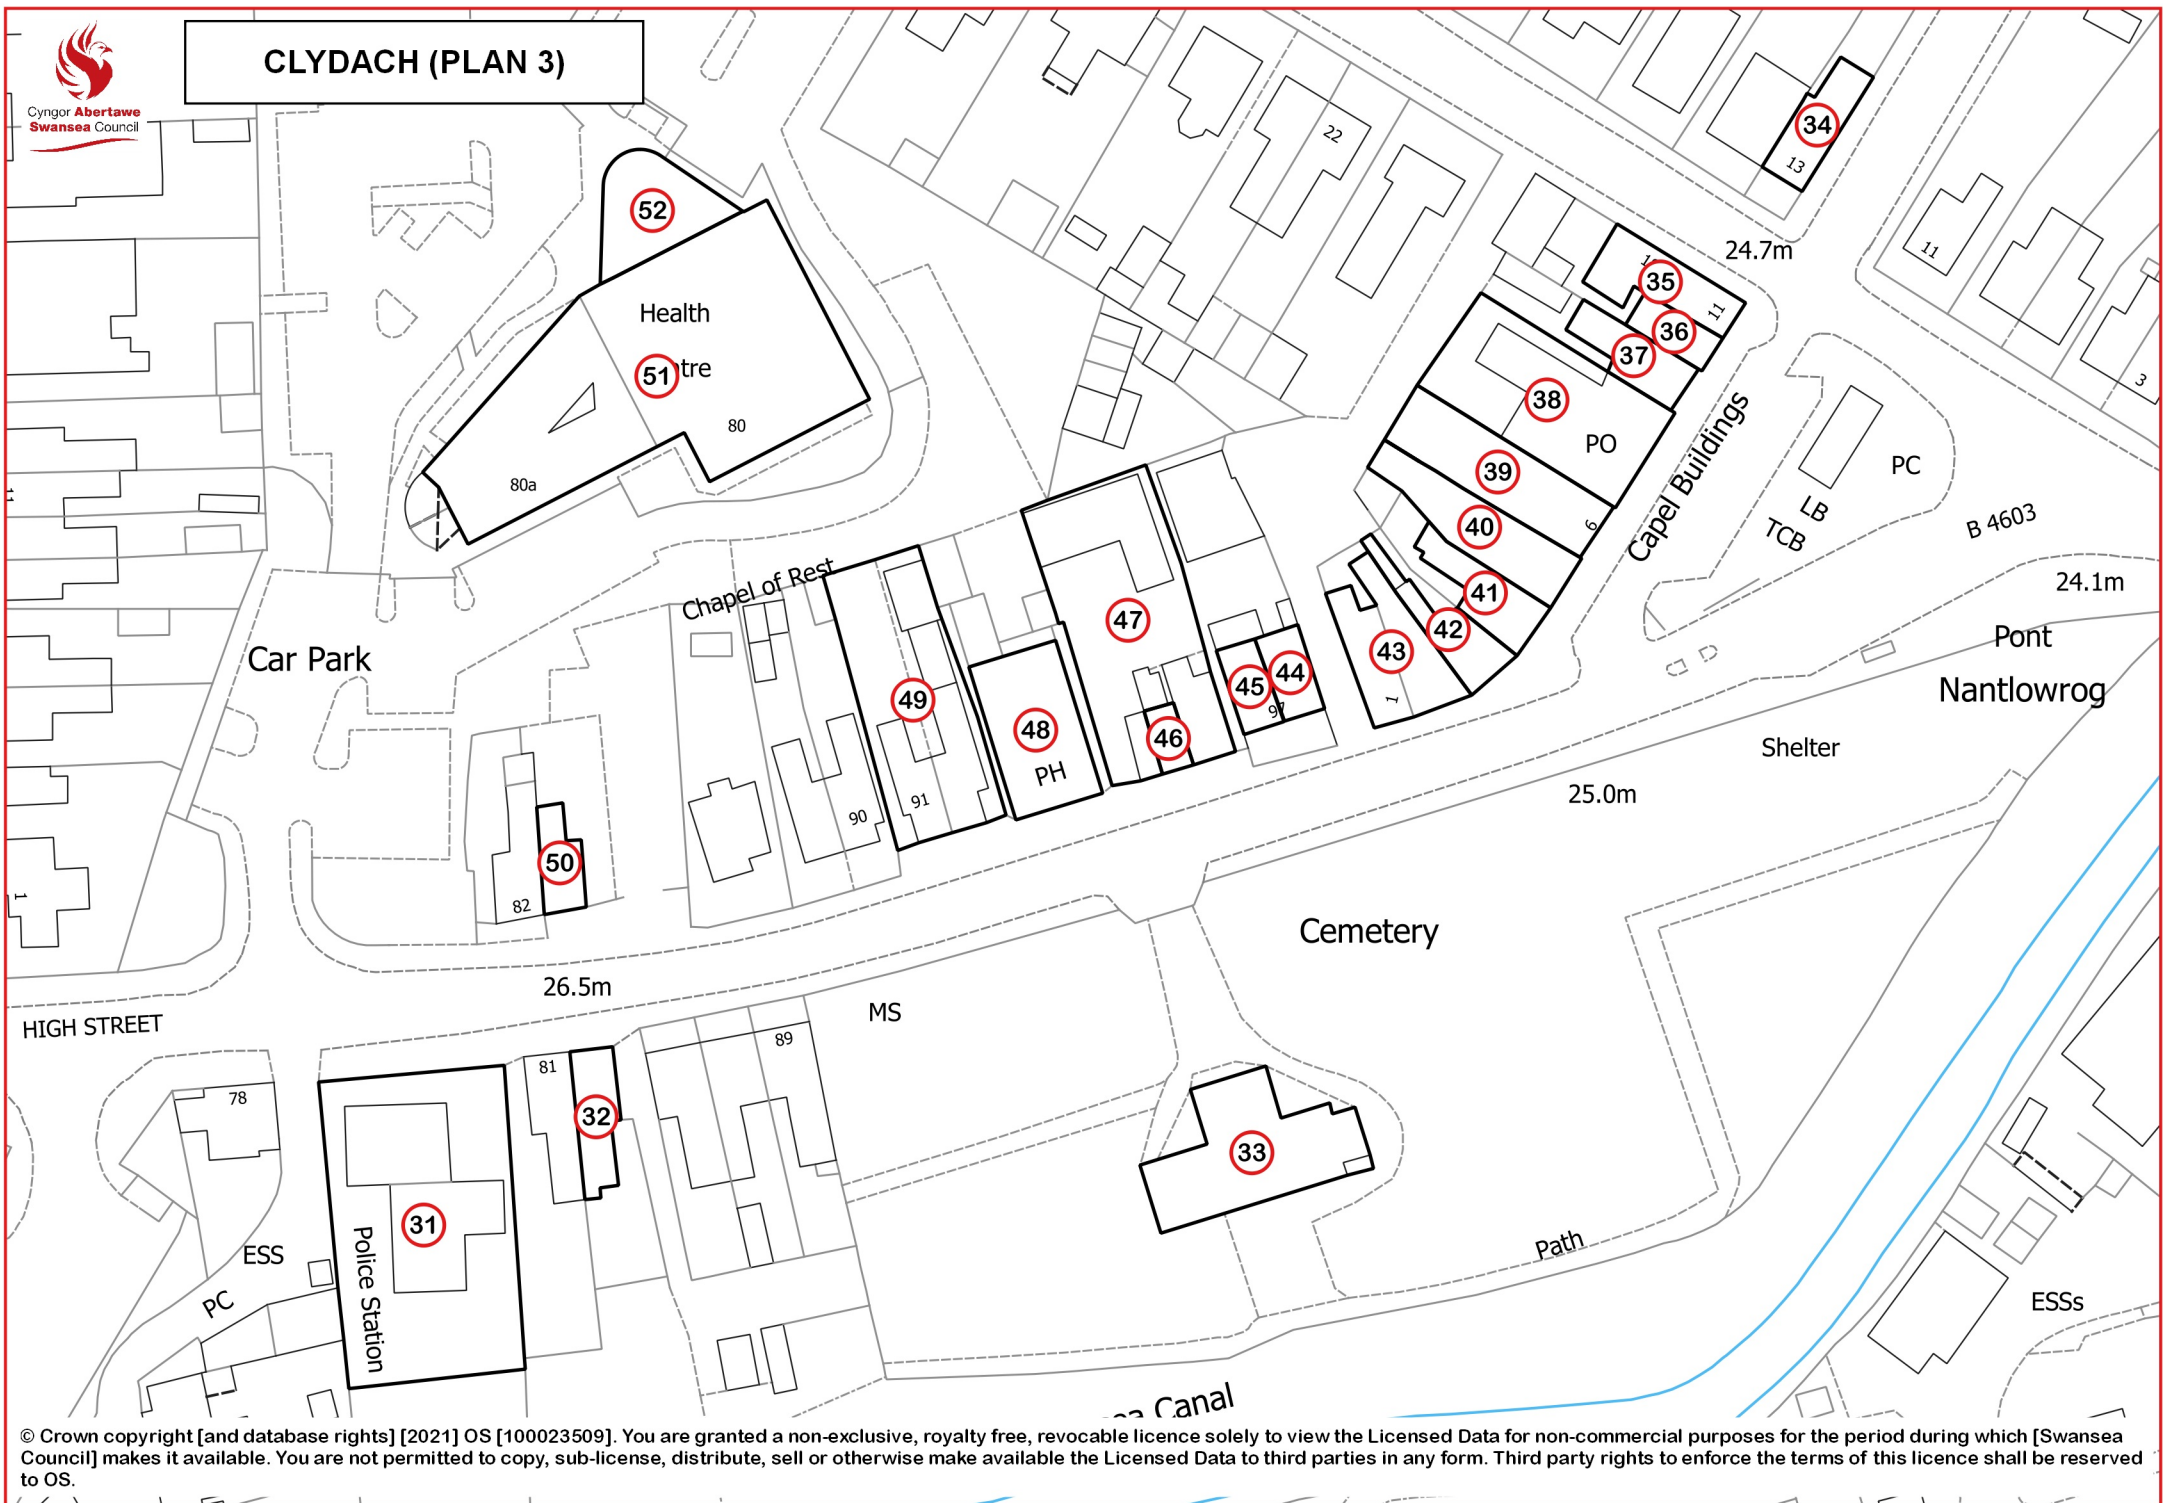 CLYDACH (PLAN 3)
Cyngor Abertawe
Swansea Council
52
Health
51
tre
80
80a
22
34
13
24.7m
11
35
11
36
37
38
PO
39
6
40
41
42
43
1
Capel Buildings
PC
LB
TCB
B 4603
3
24.1m
Pont
Nantlowrog
Shelter
25.0m
Chapel of Rest
47
45
44
97
46
49
48
PH
91
90
Car Park
50
82
1
11
26.5m
HIGH STREET
Cemetery
MS
81
89
78
32
31
Police Station
33
ESS
PC
Path
ESSs
Canal
© Crown copyright [and database rights] [2021] OS [100023509]. You are granted a non-exclusive, royalty free, revocable licence solely to view the Licensed Data for non-commercial purposes for the period during which [Swansea
Council] makes it available. You are not permitted to copy, sub-license, distribute, sell or otherwise make available the Licensed Data to third parties in any form. Third party rights to enforce the terms of this licence shall be reserved
to OS.